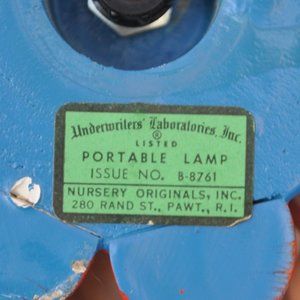 Underwriters' Laboratories, Inc.
®
LISTED
PORTABLE LAMP
ISSUE NO. B-8761
NURSERY ORIGINALS, INC.
280 RAND ST., PAWT., R.I.